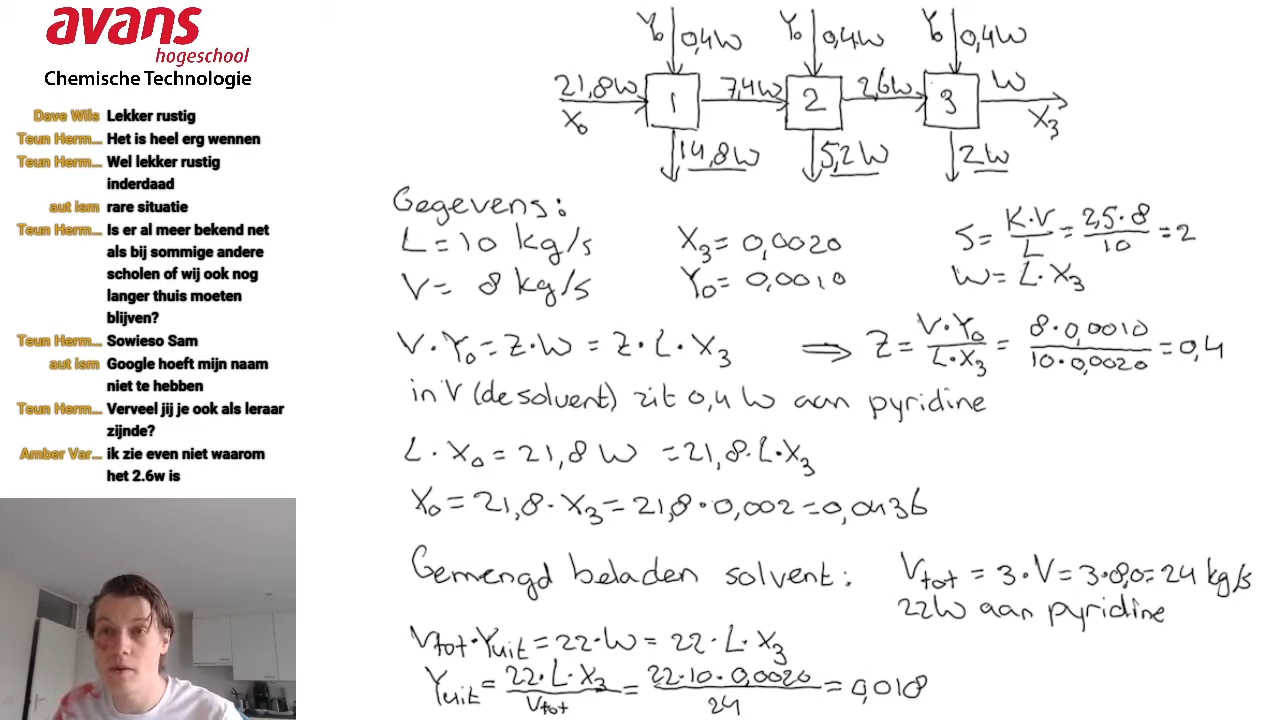 avans
hogeschool
Chemische Technologie
Dave Wils Lekker rustig
Teun Herm... Het is heel erg wennen
Teun Herm... Wel lekker rustig
inderdaad
aut ism rare situatie
Teun Herm... Is er al meer bekend net
als bij sommige andere
scholen of wij ook nog
langer thuis moeten
blijven?
Teun Herm... Sowieso Sam
aut ism Google hoeft mijn naam
niet te hebben
Teun Herm... Verveel jij je ook als leraar
zijnde?
Amber Var... ik zie even niet waarom
het 2.6w is
Y₀ 0,4W Y₀ 0,4W Y₀ 0,4W
21,8W 1 7,4W 2 2,6W 3 W
X₀ X₃
14,8W 5,2W 2W
Gegevens:
L = 10 kg/s X₃ = 0,0020 S = K·V/L = 2,5·8/10 = 2
V = 8 kg/s Y₀ = 0,0010 W = L·X₃
V·Y₀ = Z·W = Z·L·X₃ ⟹ Z = V·Y₀/L·X₃ = 8·0,0010/10·0,0020 = 0,4
in V (de solvent) zit 0,4 W aan pyridine
L·X₀ = 21,8 W = 21,8·L·X₃
X₀ = 21,8·X₃ = 21,8·0,002 = 0,0436
Gemengd beladen solvent: Vtot = 3·V = 3·8,0 = 24 kg/s
22W aan pyridine
Vtot·Yuit = 22·W = 22·L·X₃
Yuit = 22·L·X₃/Vtot = 22·10·0,0020/24 = 0,018